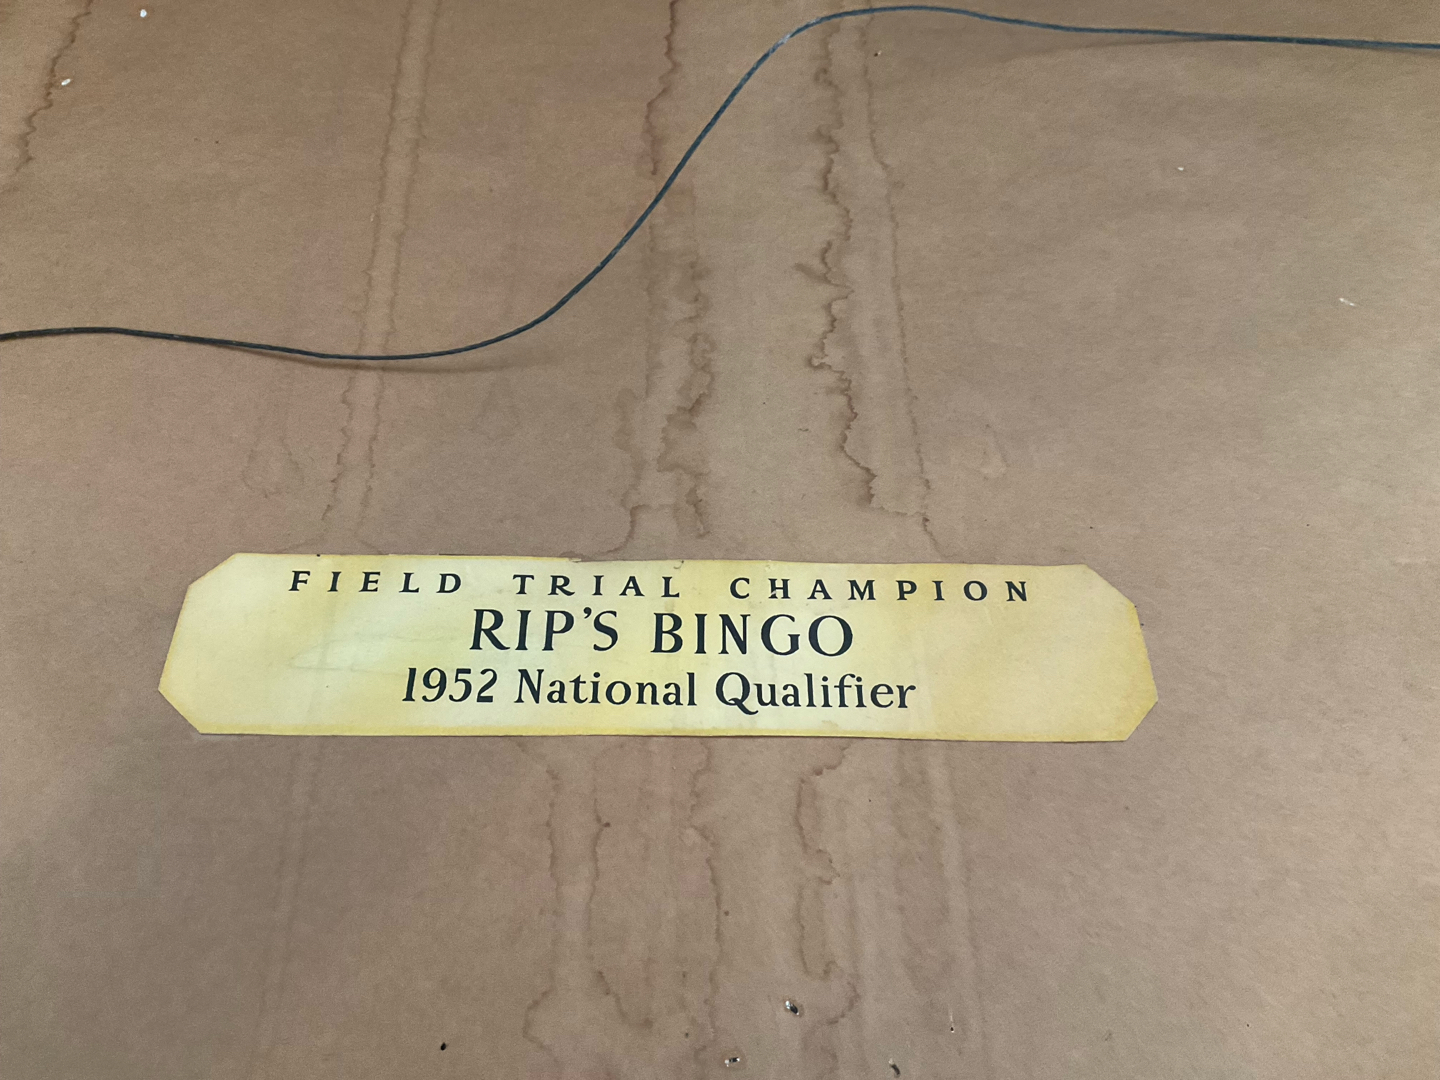 FIELD TRIAL CHAMPION
RIP'S BINGO
1952 National Qualifier